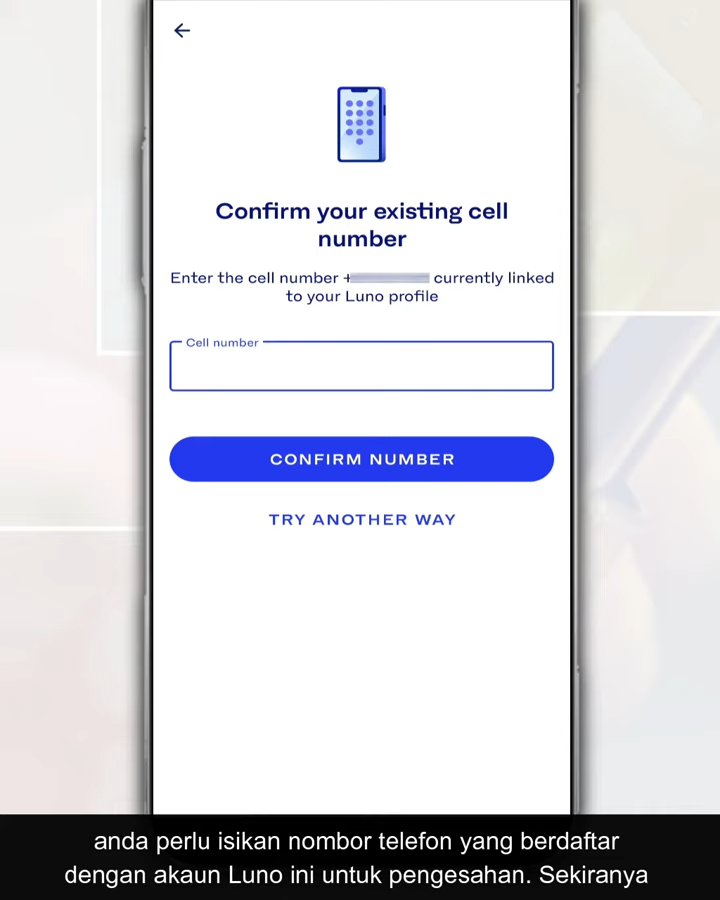 Confirm your existing cell
number
Enter the cell number + currently linked
to your Luno profile
Cell number
CONFIRM NUMBER
TRY ANOTHER WAY
anda perlu isikan nombor telefon yang berdaftar
dengan akaun Luno ini untuk pengesahan. Sekiranya